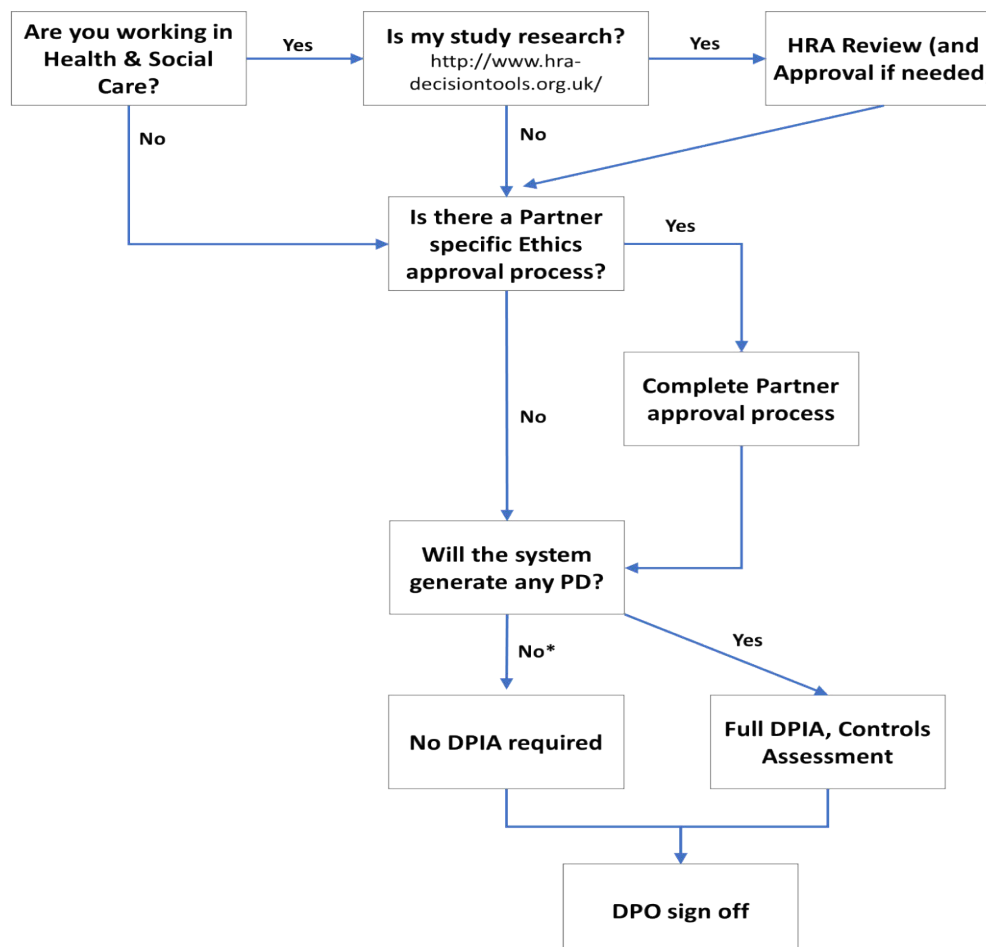 Are you working in
Health & Social
Care?
Yes
Is my study research?
http://www.hra-
decisiontools.org.uk/
Yes
HRA Review (and
Approval if needed
No
No
Is there a Partner
specific Ethics
approval process?
Yes
Complete Partner
approval process
No
Will the system
generate any PD?
No*
Yes
No DPIA required
Full DPIA, Controls
Assessment
DPO sign off